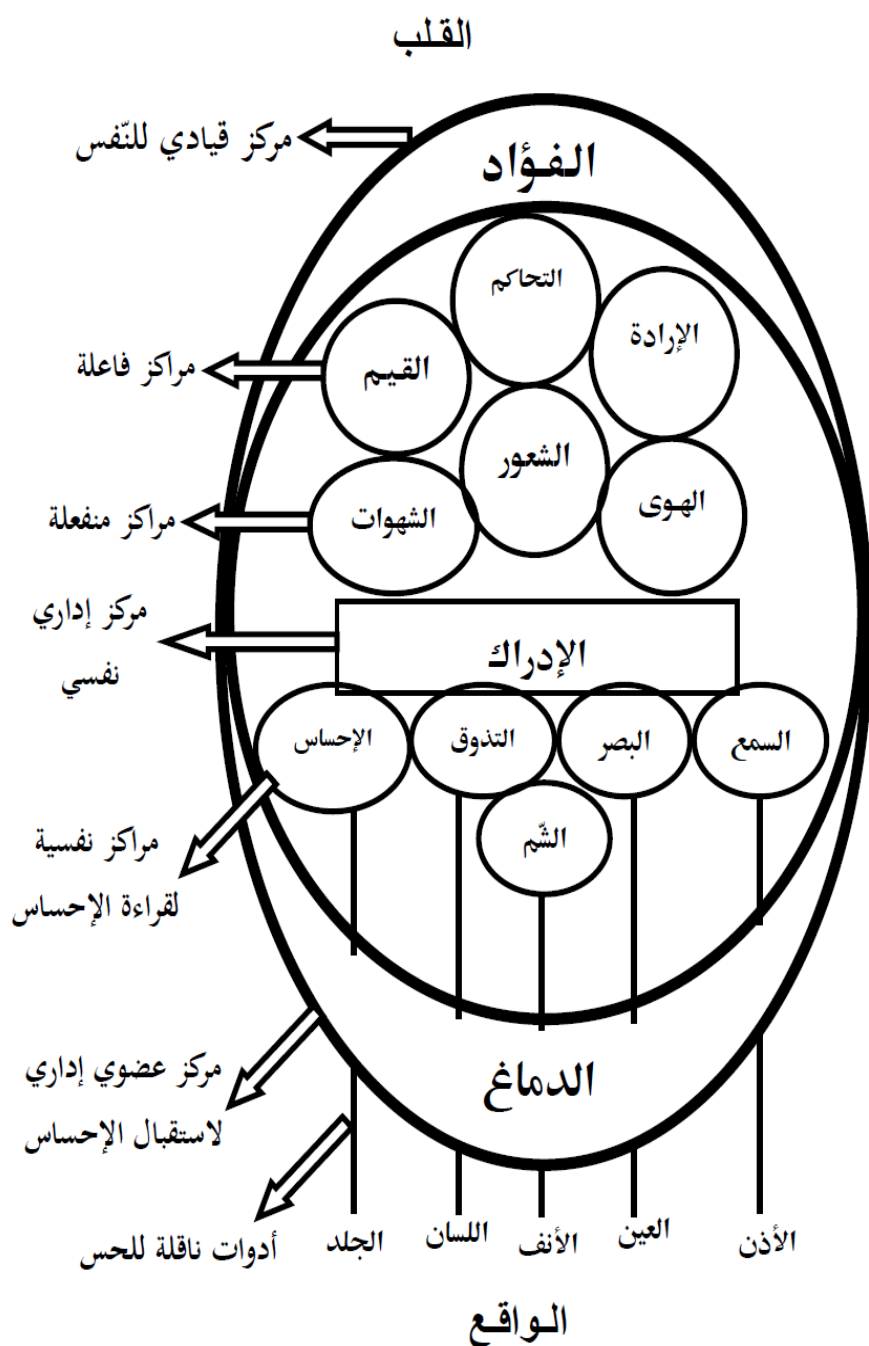 القلب
الفؤاد
مركز قيادي للنّفس
التحاكم
الإرادة
القيم
مراكز فاعلة
الشعور
الهوى
الشهوات
مراكز منفعلة
الإدراك
مركز إداري
نفسي
السمع
البصر
التذوق
الإحساس
الشّم
مراكز نفسية
لقراءة الإحساس
الدماغ
مركز عضوي إداري
لاستقبال الإحساس
الأذن
العين
الأنف
اللسان
الجلد
أدوات ناقلة للحس
الواقع